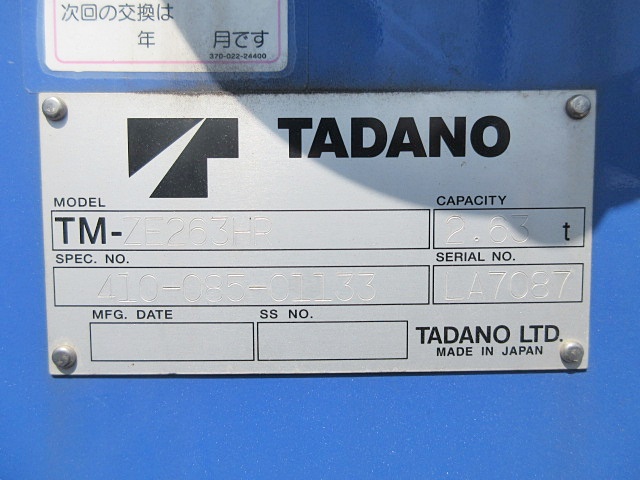 次回の交換は
年 月です
370-022-24400
TADANO
MODEL CAPACITY
TM-ZE263HR 2.63 t
SPEC. NO. SERIAL NO.
410-085-01133 LA7087
MFG. DATE SS NO.
TADANO LTD.
MADE IN JAPAN